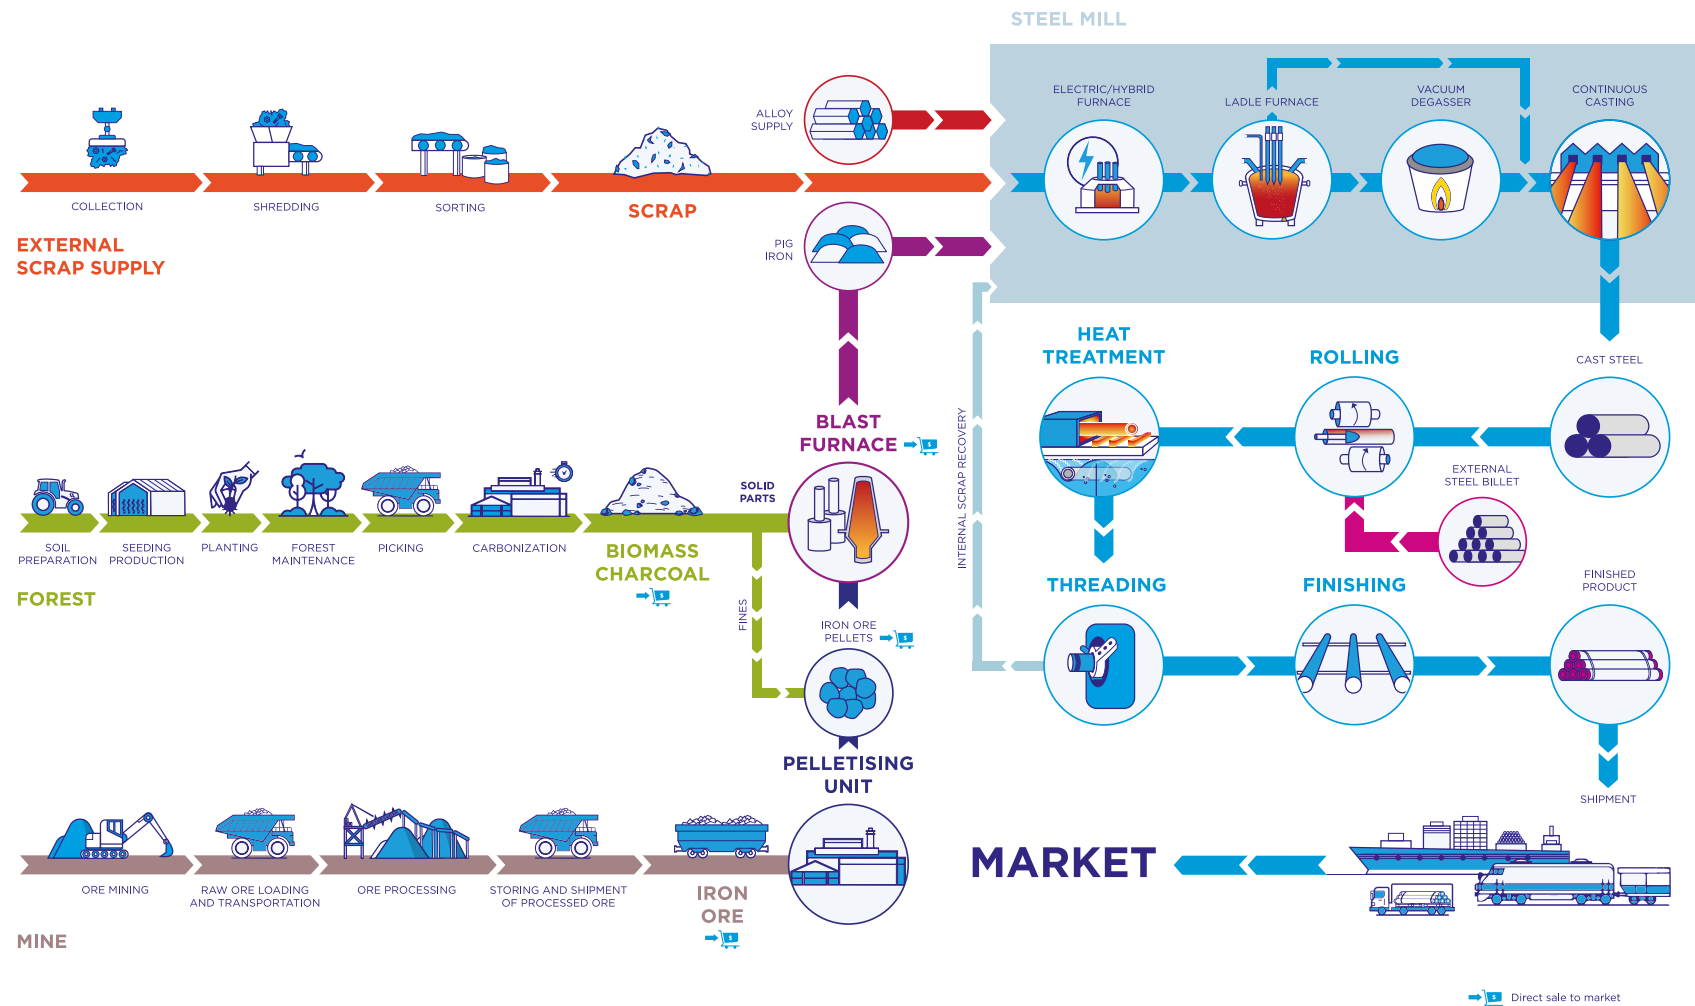 STEEL MILL
ELECTRIC/HYBRID
FURNACE
LADLE FURNACE
VACUUM
DEGASSER
CONTINUOUS
CASTING
ALLOY
SUPPLY
COLLECTION
SHREDDING
SORTING
SCRAP
EXTERNAL
SCRAP SUPPLY
PIG
IRON
HEAT
TREATMENT
ROLLING
CAST STEEL
INTERNAL SCRAP RECOVERY
BLAST
FURNACE
$
EXTERNAL
STEEL BILLET
SOLID
PARTS
SOIL
PREPARATION
SEEDING
PRODUCTION
PLANTING
FOREST
MAINTENANCE
PICKING
CARBONIZATION
BIOMASS
CHARCOAL
$
FOREST
FINES
IRON ORE
PELLETS
$
THREADING
FINISHING
FINISHED
PRODUCT
PELLETISING
UNIT
SHIPMENT
MARKET
ORE MINING
RAW ORE LOADING
AND TRANSPORTATION
ORE PROCESSING
STORING AND SHIPMENT
OF PROCESSED ORE
IRON
ORE
$
MINE
$ Direct sale to market